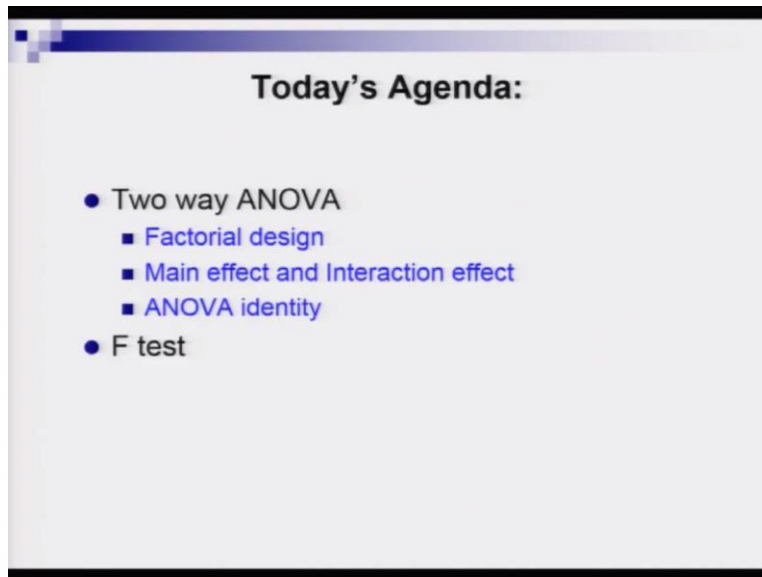 Today's Agenda:
● Two way ANOVA
■ Factorial design
■ Main effect and Interaction effect
■ ANOVA identity
● F test